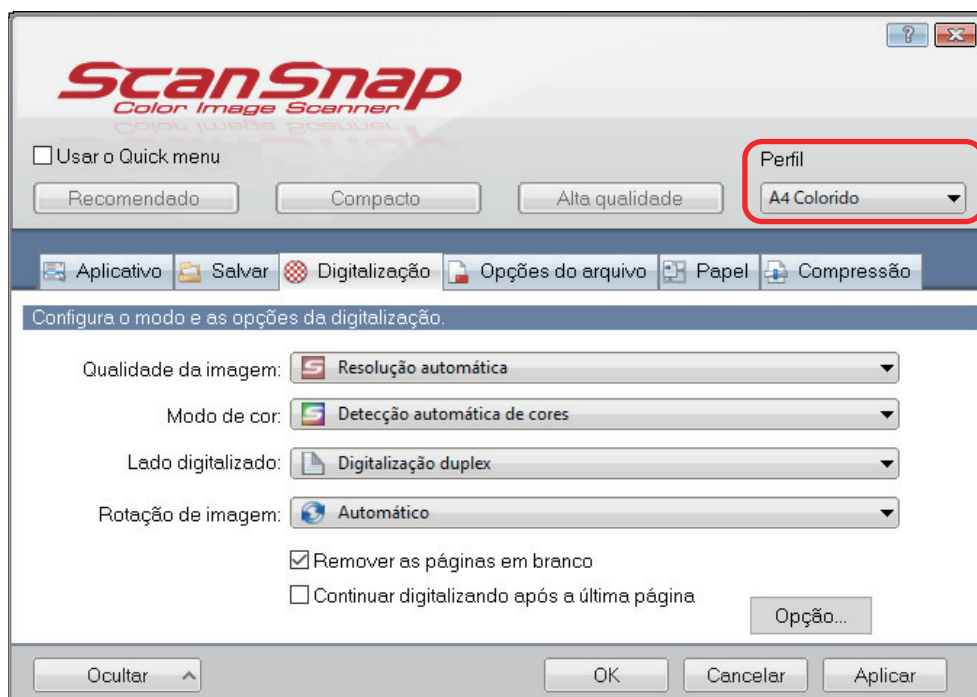 ScanSnap
Color Image Scanner
Usar o Quick menu
Perfil
Recomendado Compacto Alta qualidade A4 Colorido
Aplicativo Salvar Digitalização Opções do arquivo Papel Compressão
Configura o modo e as opções da digitalização.
Qualidade da imagem: Resolução automática
Modo de cor: Detecção automática de cores
Lado digitalizado: Digitalização duplex
Rotação de imagem: Automático
Remover as páginas em branco
Continuar digitalizando após a última página
Opção...
Ocultar OK Cancelar Aplicar